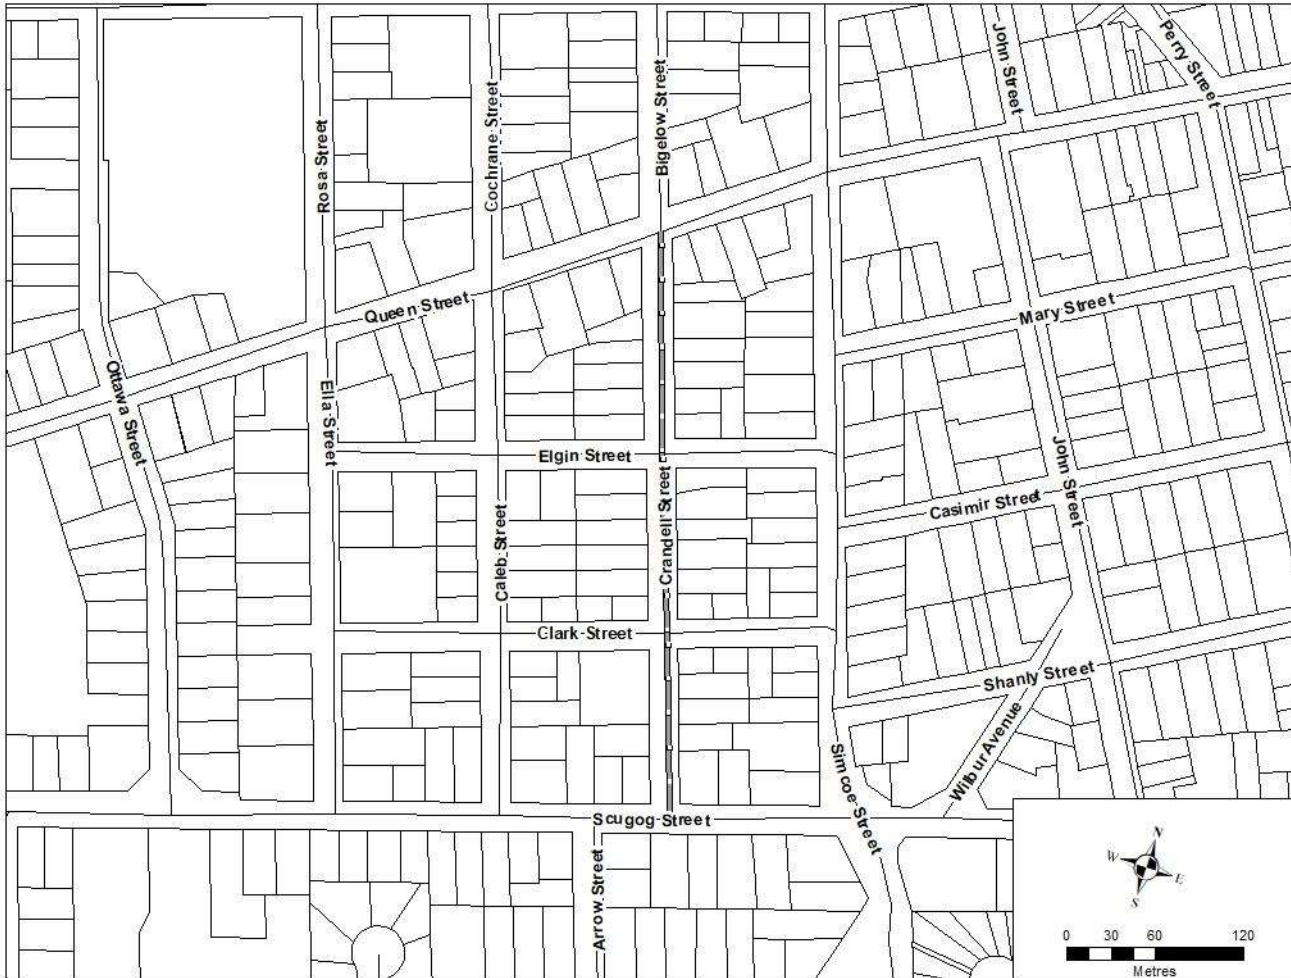 John Street
Perry Street
Bigelow Street
Cochrane Street
Rosa Street
Queen Street
Mary Street
Ottawa Street
Ella Street
Elgin Street
John Street
Casimir Street
Crandell Street
Caleb Street
Clark Street
Shanly Street
Wilbur Avenue
Simcoe Street
Scugog Street
Arrow Street
N
W
E
S
0 30 60 120
Metres